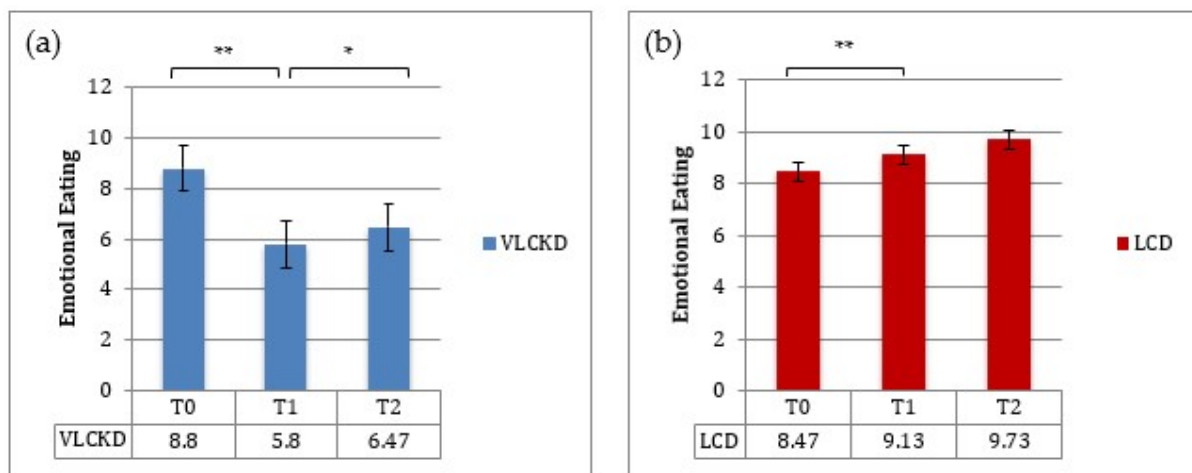 (a)
** *
Emotional Eating
12
10
8
6
4
2
0
T0 T1 T2
VLCKD 8.8 5.8 6.47
VLCKD
(b)
**
Emotional Eating
12
10
8
6
4
2
0
T0 T1 T2
LCD 8.47 9.13 9.73
LCD